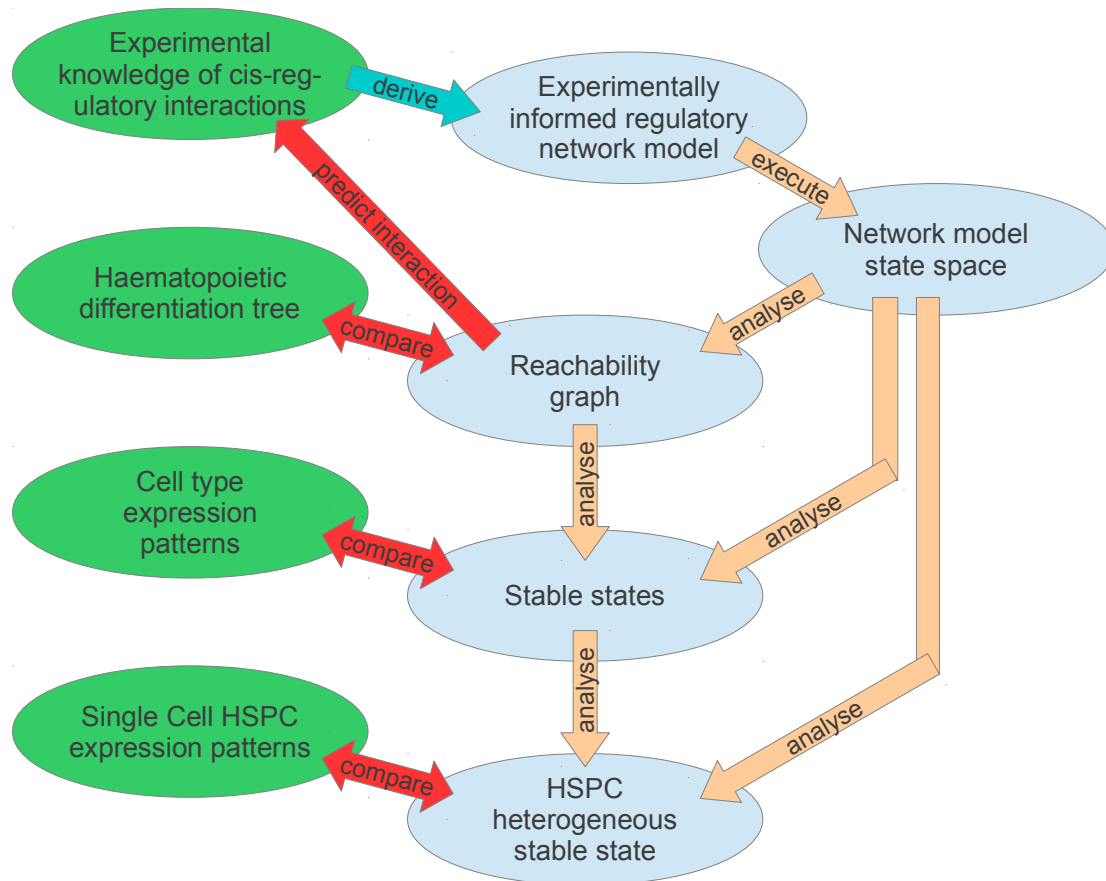 Experimental
knowledge of cis-reg-
ulatory interactions
derive
Experimentally
informed regulatory
network model
execute
Network model
state space
predict interaction
Haematopoietic
differentiation tree
compare
analyse
Reachability
graph
analyse
Cell type
expression
patterns
compare
analyse
Stable states
analyse
Single Cell HSPC
expression patterns
compare
analyse
HSPC
heterogeneous
stable state